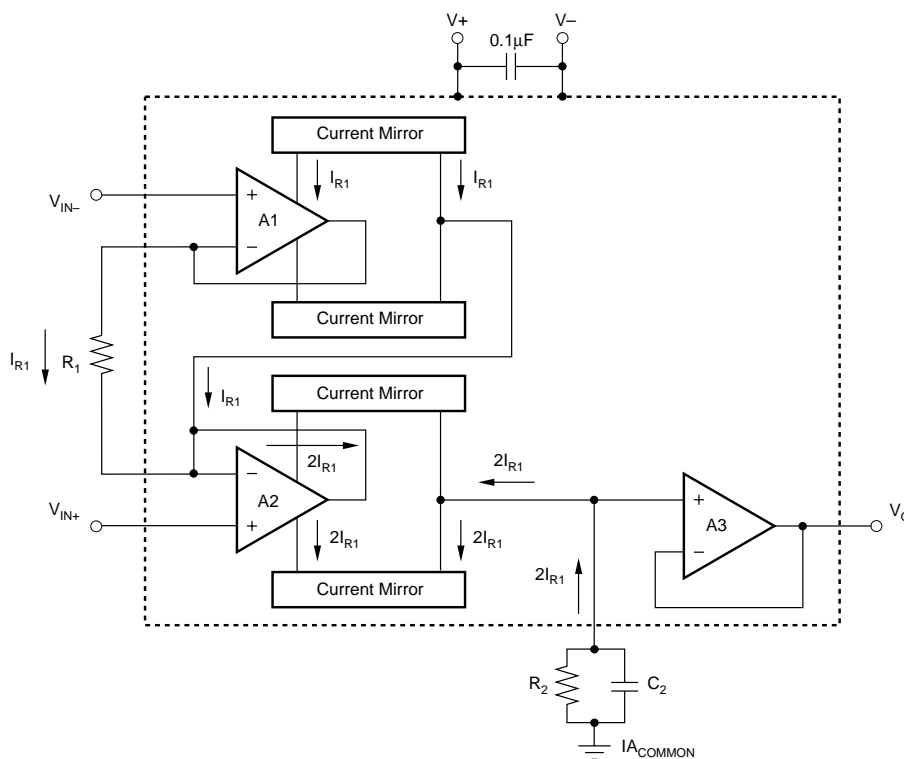 V+
V–
0.1µF
Current Mirror
I_R1
I_R1
V_IN–
+
A1
–
Current Mirror
I_R1
R_1
I_R1
Current Mirror
–
2I_R1
A2
V_IN+
+
2I_R1
2I_R1
2I_R1
+
A3
–
Current Mirror
2I_R1
R_2
C_2
IA_COMMON